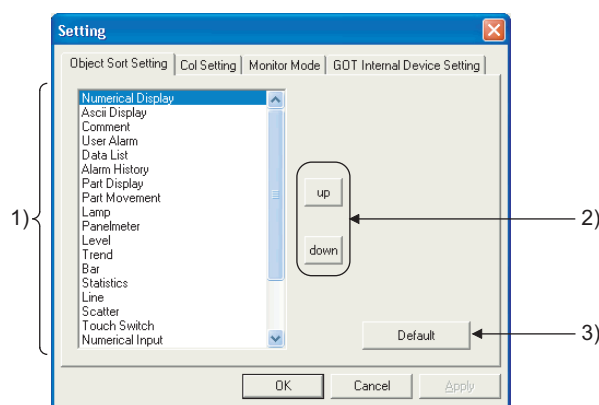 Setting
Object Sort Setting
Col Setting
Monitor Mode
GOT Internal Device Setting
1)
Numerical Display
Ascii Display
Comment
User Alarm
Data List
Alarm History
Part Display
Part Movement
Lamp
Panelmeter
Level
Trend
Bar
Statistics
Line
Scatter
Touch Switch
Numerical Input
up
down
2)
Default
3)
OK
Cancel
Apply